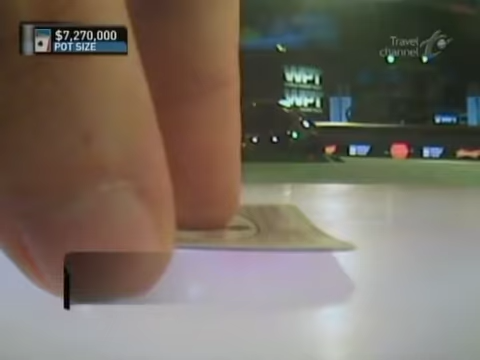 $7,270,000
POT SIZE
Travel
channel
WPT
WPT